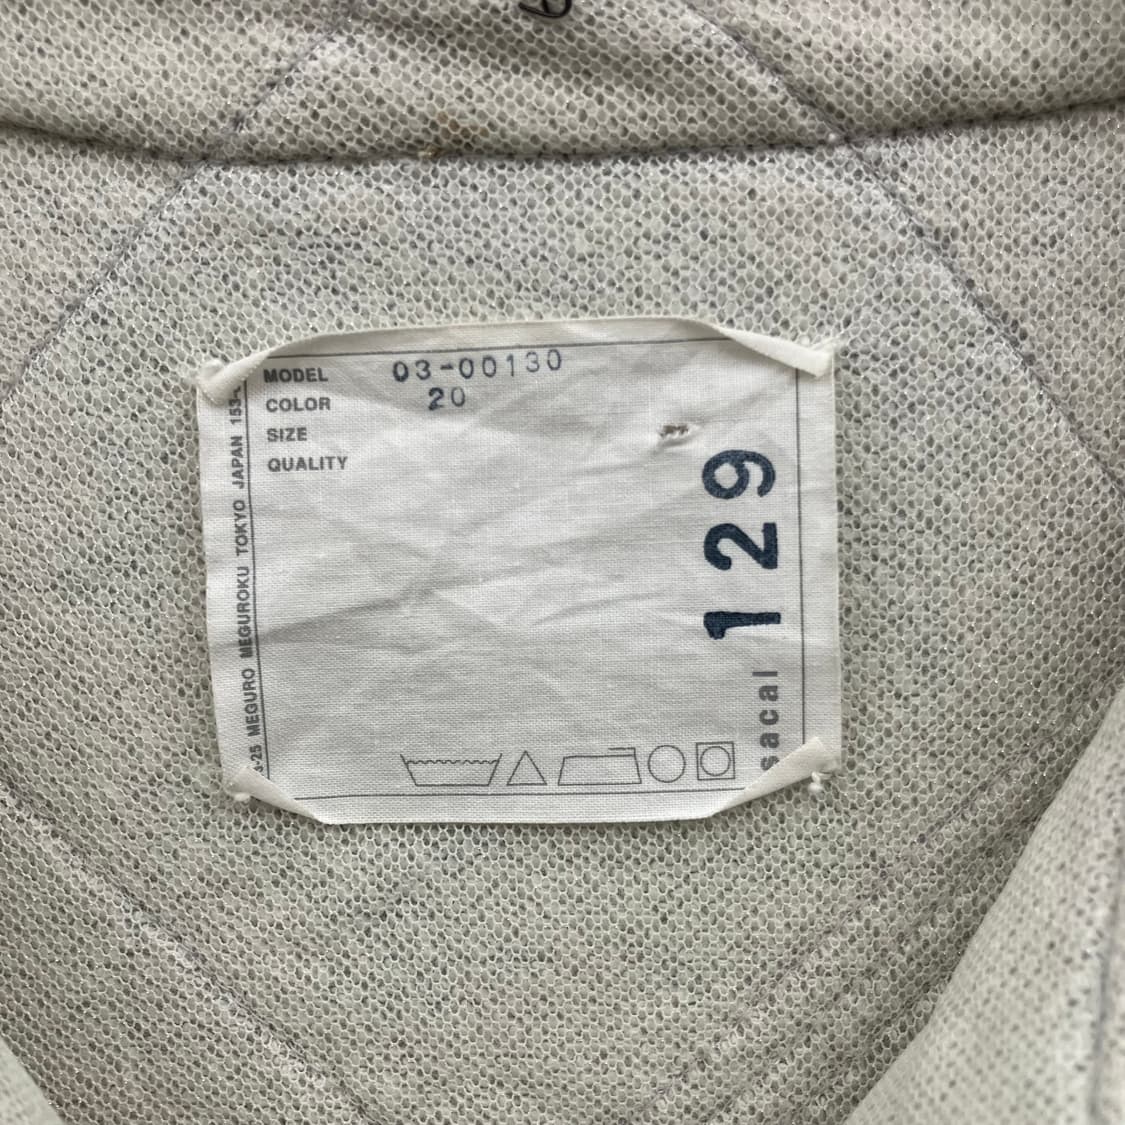 MODEL 03-00130
COLOR 20
SIZE
QUALITY
-25 MEGURO MEGUROKU TOKYO JAPAN 153-
sacai 129